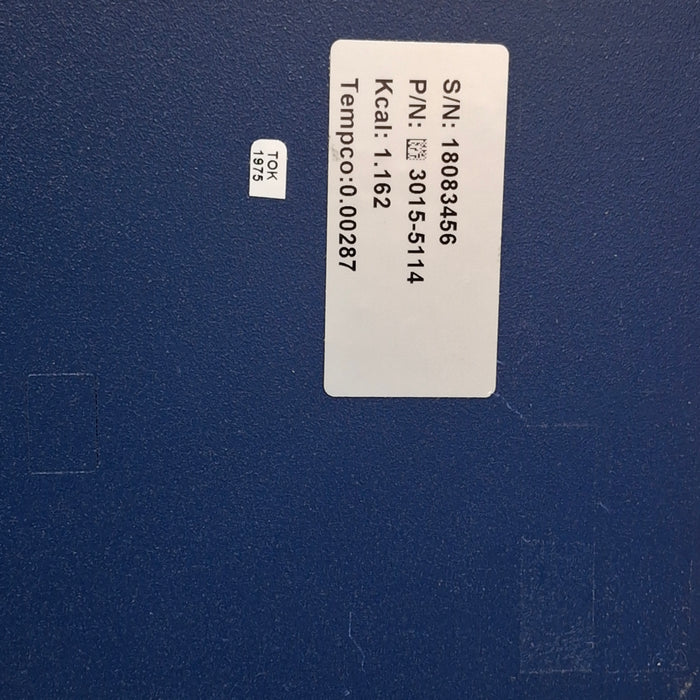 S/N: 18083456
P/N: 3015-5114
Kcal: 1.162
Tempco:0.00287
TOK
1975